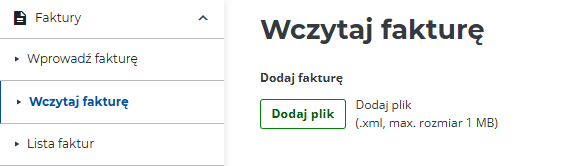 Faktury
Wprowadź fakturę
Wczytaj fakturę
Lista faktur
Wczytaj fakturę
Dodaj fakturę
Dodaj plik
Dodaj plik
(.xml, max. rozmiar 1 MB)